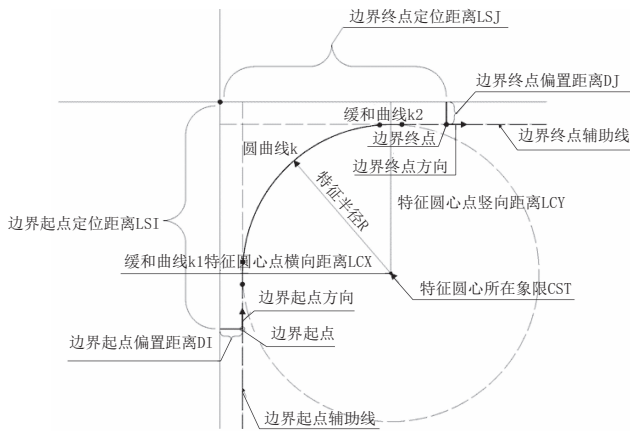 边界终点定位距离LSJ
边界终点偏置距离DJ
缓和曲线k2
边界终点
边界终点辅助线
圆曲线k
边界终点方向
特征半径R
特征圆心点竖向距离LCY
边界起点定位距离LSI
缓和曲线k1特征圆心点横向距离LCX
特征圆心所在象限CST
边界起点方向
边界起点
边界起点偏置距离DI
边界起点辅助线